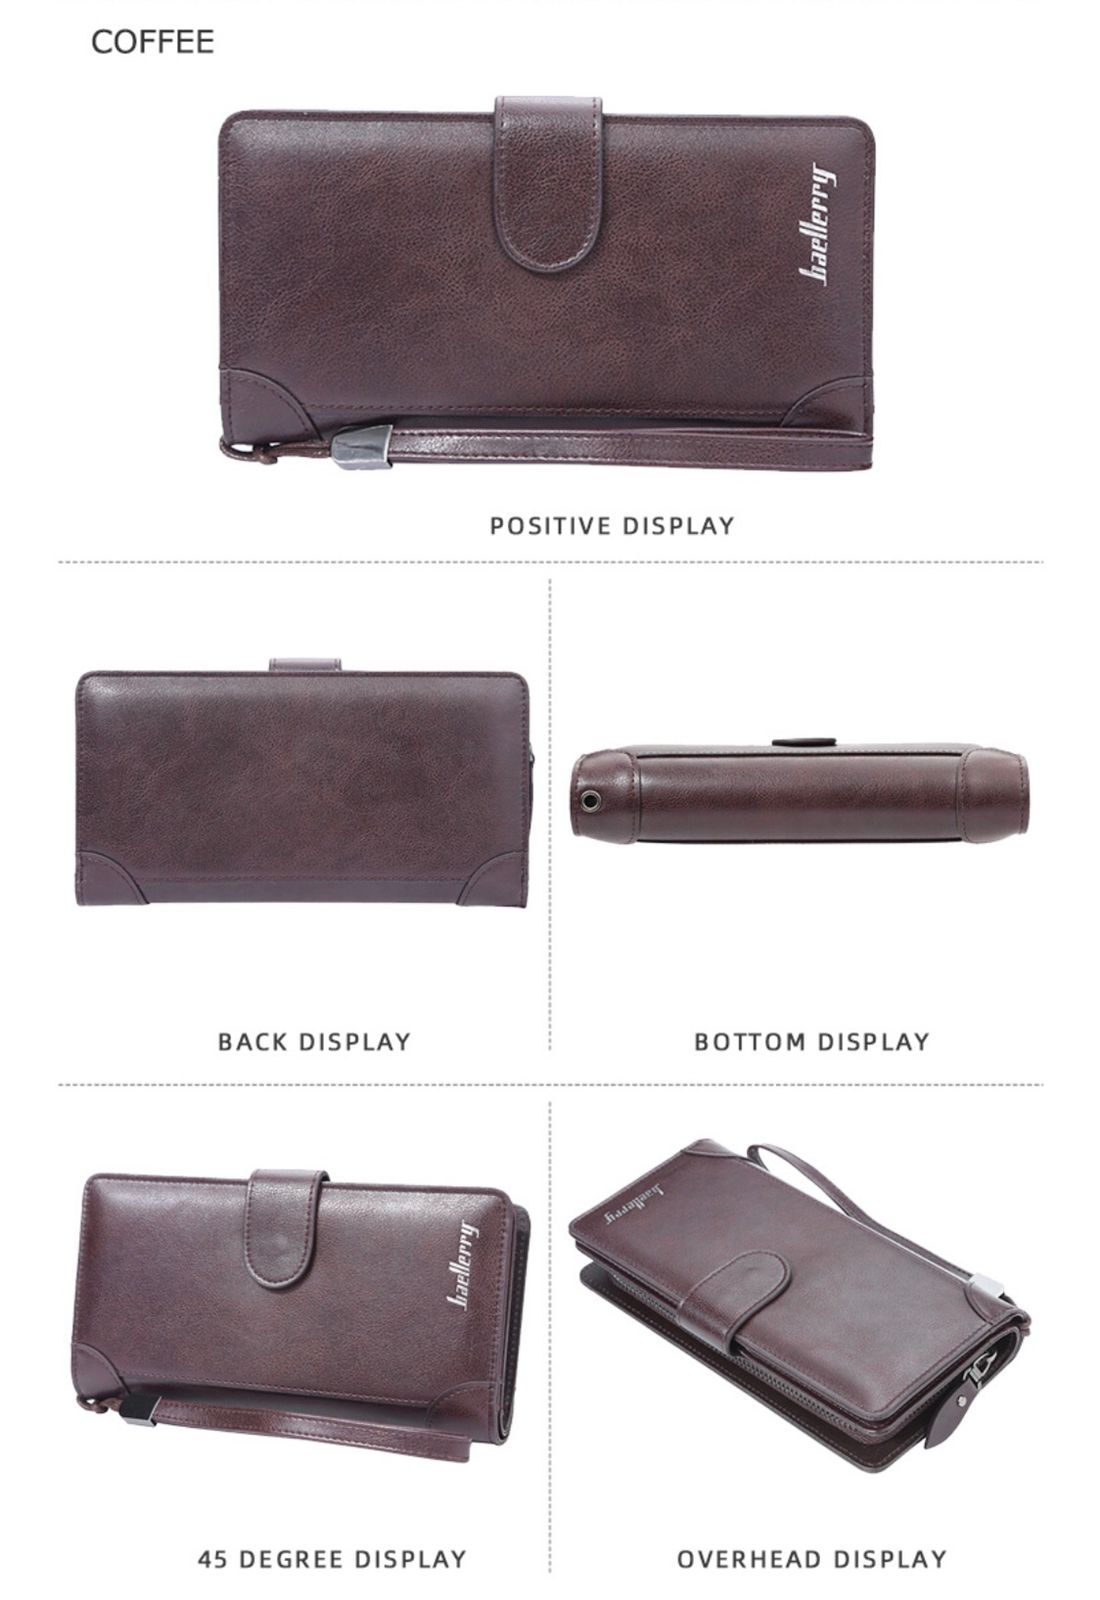 COFFEE
baellerry
POSITIVE DISPLAY
BACK DISPLAY
BOTTOM DISPLAY
baellerry
baellerry
45 DEGREE DISPLAY
OVERHEAD DISPLAY